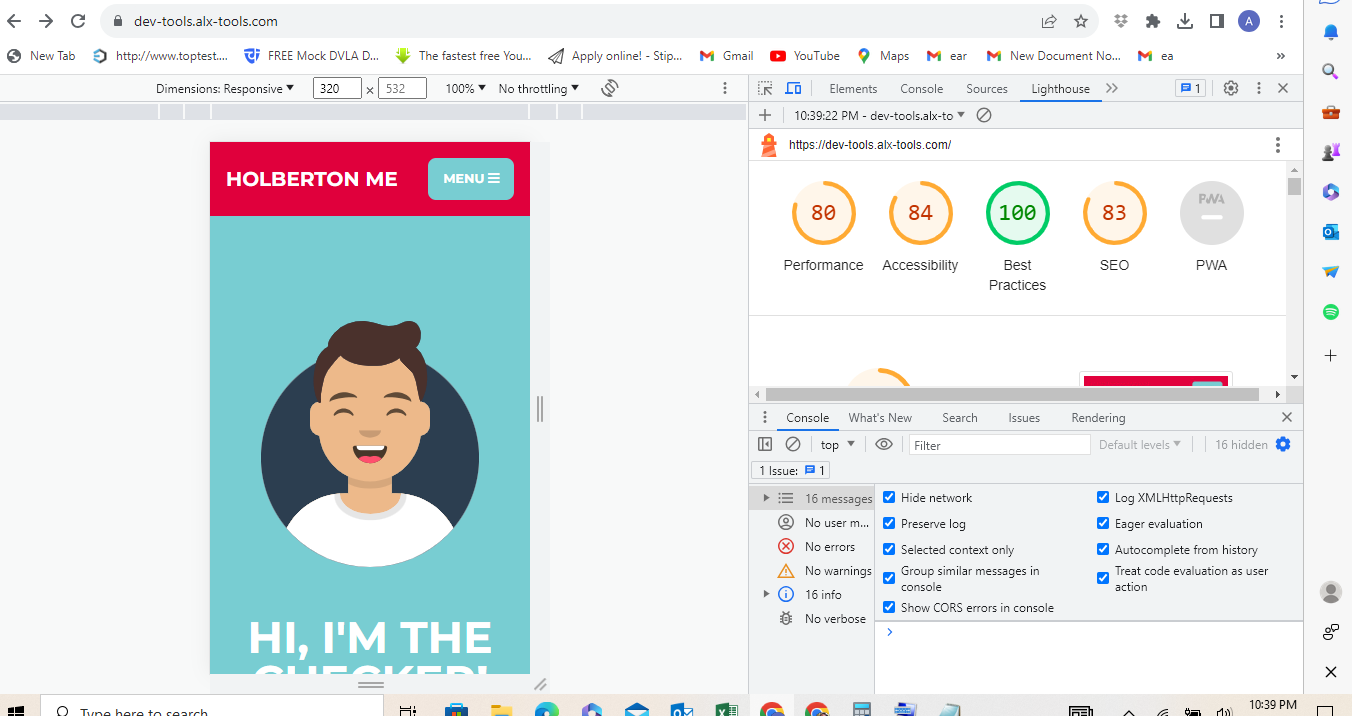 dev-tools.alx-tools.com
A
New Tab http://www.toptest.... FREE Mock DVLA D... The fastest free You... Apply online! - Stip... Gmail YouTube Maps ear New Document No... ea »
Dimensions: Responsive 320 x 532 100% No throttling
Elements Console Sources Lighthouse 1
10:39:22 PM - dev-tools.alx-to
https://dev-tools.alx-tools.com/
HOLBERTON ME
MENU
80 84 100 83 PWA
Performance Accessibility Best Practices SEO PWA
HI, I'M THE
CHECKER!
Console What's New Search Issues Rendering
top Filter Default levels 16 hidden
1 Issue: 1
16 messages
No user m...
No errors
No warnings
16 info
No verbose
Hide network
Log XMLHttpRequests
Preserve log
Eager evaluation
Selected context only
Autocomplete from history
Group similar messages in
console
Treat code evaluation as user
action
Show CORS errors in console
Type here to search
10:39 PM